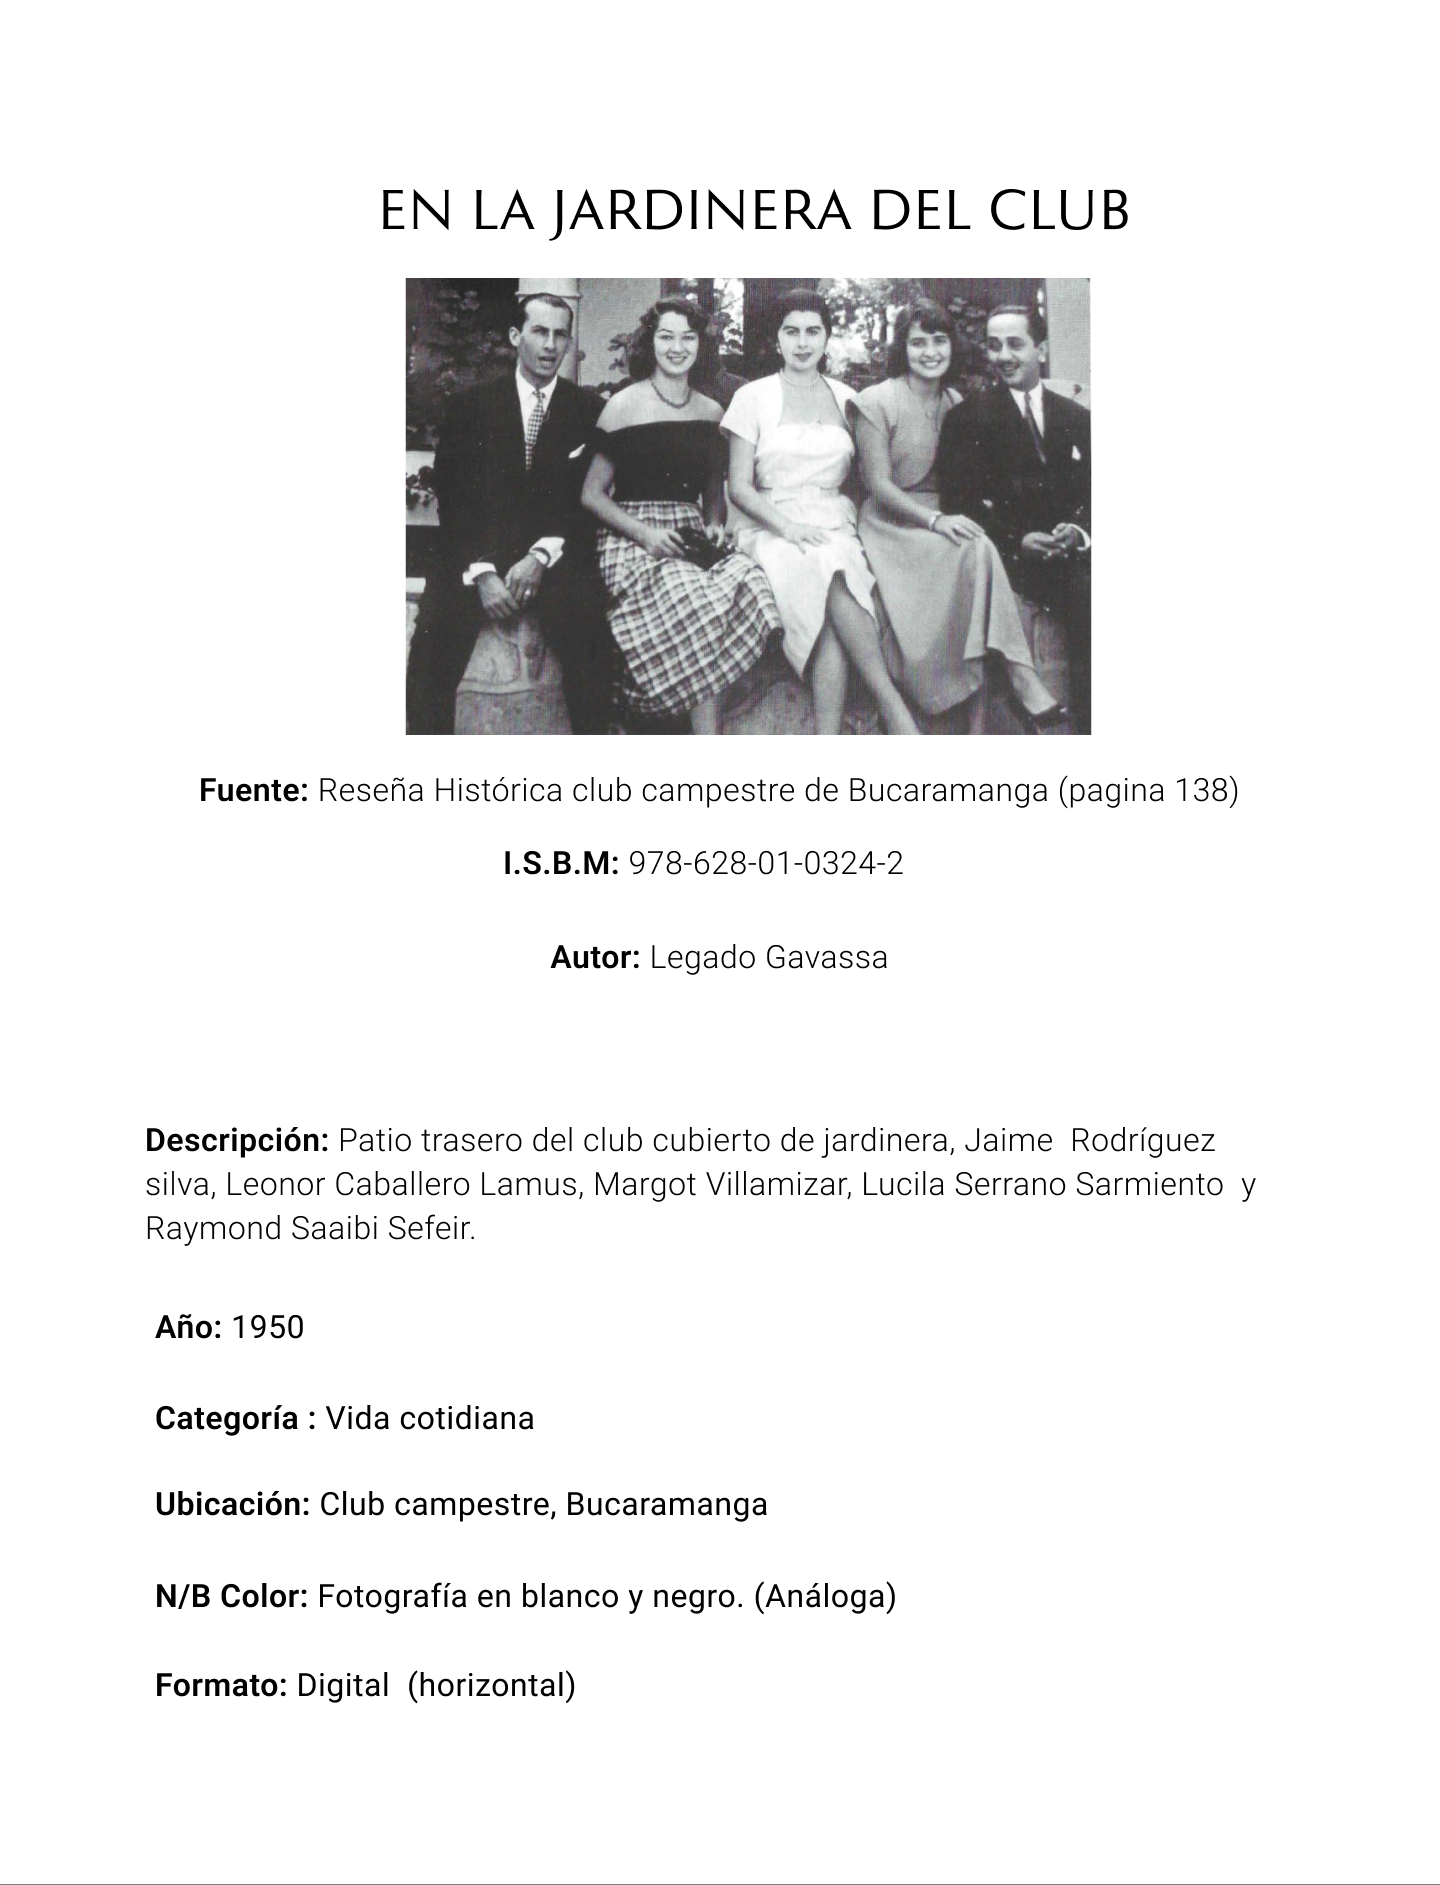 EN LA JARDINERA DEL CLUB
Fuente: Reseña Histórica club campestre de Bucaramanga (pagina 138)
I.S.B.M: 978-628-01-0324-2
Autor: Legado Gavassa
Descripción: Patio trasero del club cubierto de jardinera, Jaime  Rodríguez
silva, Leonor Caballero Lamus, Margot Villamizar, Lucila Serrano Sarmiento  y
Raymond Saaibi Sefeir.
Año: 1950
Categoría : Vida cotidiana
Ubicación: Club campestre, Bucaramanga
N/B Color: Fotografía en blanco y negro. (Análoga)
Formato: Digital  (horizontal)